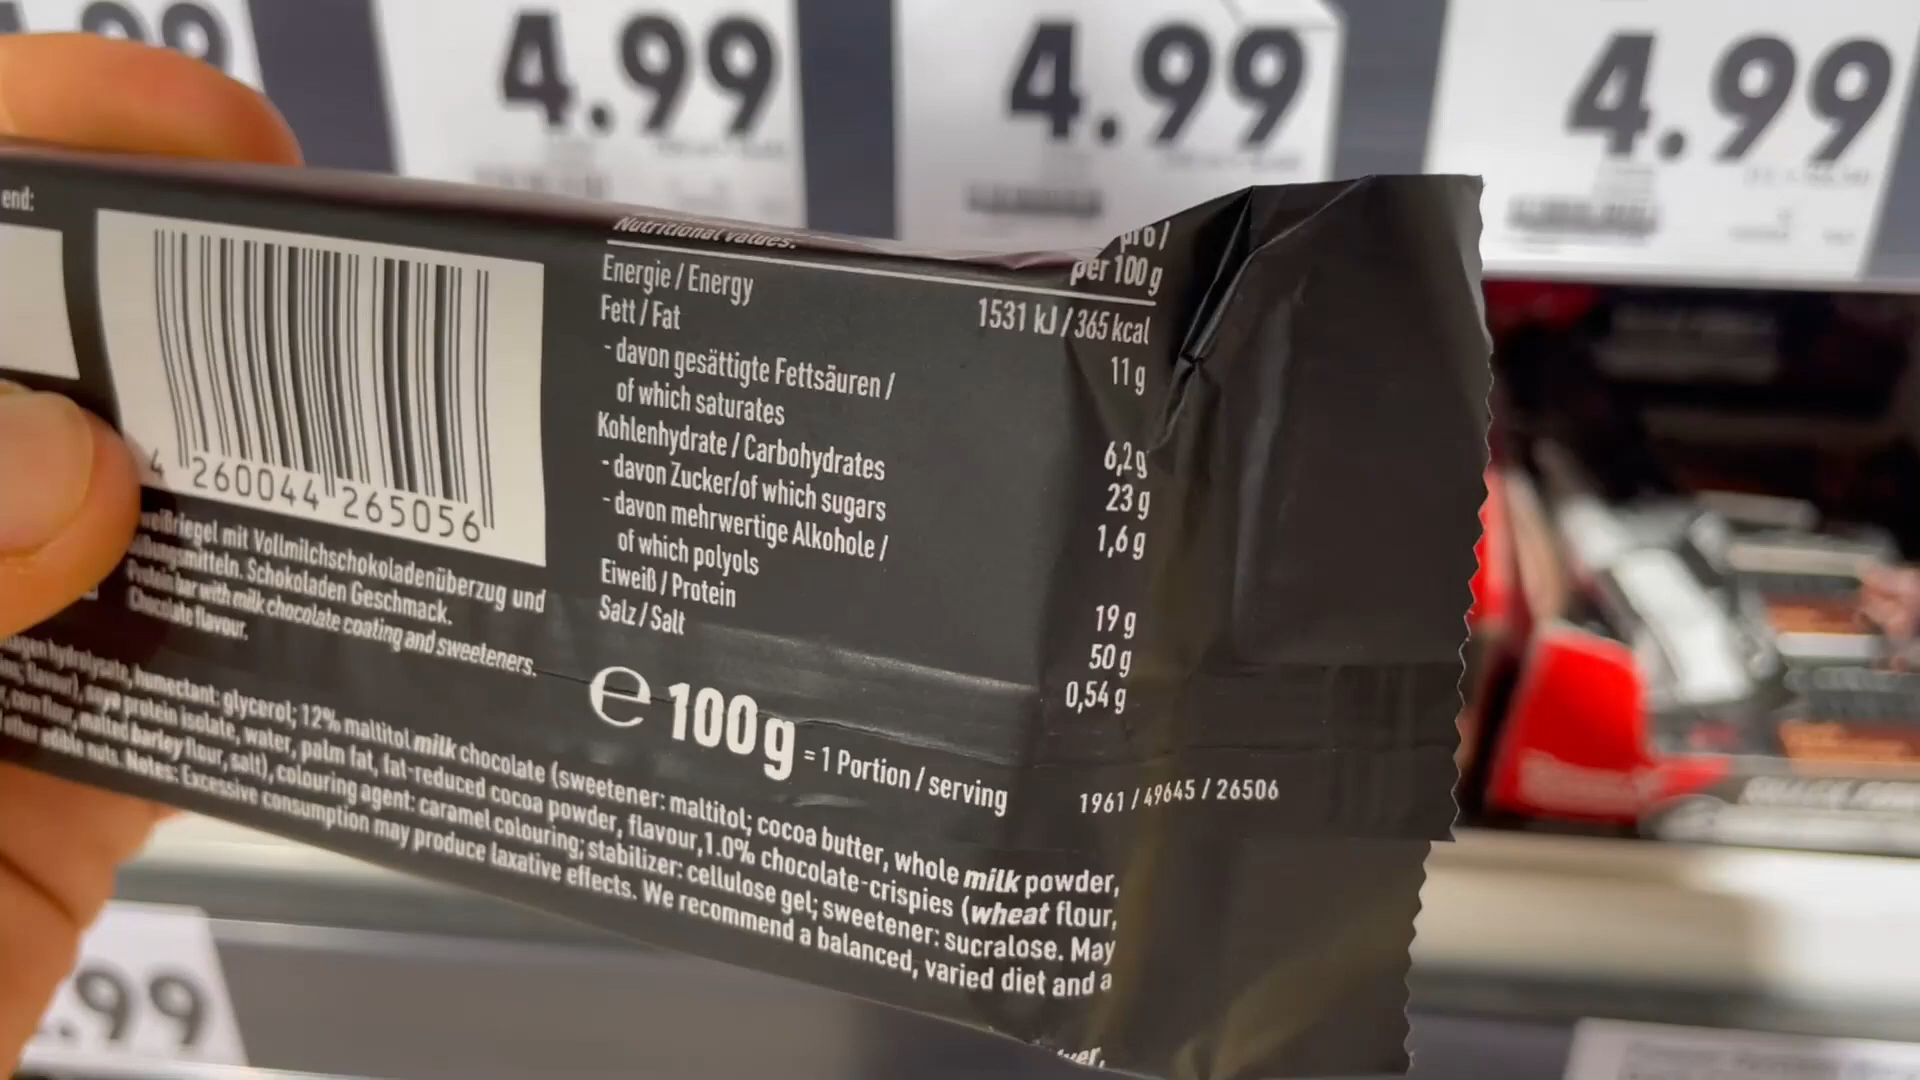 4.99
4.99
4.99
end:
4 260044 265056
Nutritional values:
pro /
per 100 g
Energie / Energy
1531 kJ / 365 kcal
Fett / Fat
11 g
- davon gesättigte Fettsäuren /
of which saturates
6,2 g
Kohlenhydrate / Carbohydrates
23 g
- davon Zucker/of which sugars
1,6 g
- davon mehrwertige Alkohole /
of which polyols
19 g
Eiweiß / Protein
50 g
Salz / Salt
0,54 g
mit Vollmilchschokoladenüberzug und
Schokoladen Geschmack.
Protein bar with milk chocolate coating and sweeteners.
Chocolate flavour.
e 100 g = 1 Portion / serving
1961 / 49645 / 26506
hydrolysate, humectant: glycerol; 12% maltitol milk chocolate (sweetener: maltitol; cocoa butter, whole milk powder,
flavour), soya protein isolate, water, palm fat, fat-reduced cocoa powder, flavour, 1.0% chocolate-crispies (wheat flour,
corn flour, malted barley flour, salt), colouring agent: caramel colouring; stabilizer: cellulose gel; sweetener: sucralose. May
other edible nuts. Notes: Excessive consumption may produce laxative effects. We recommend a balanced, varied diet and a
.99